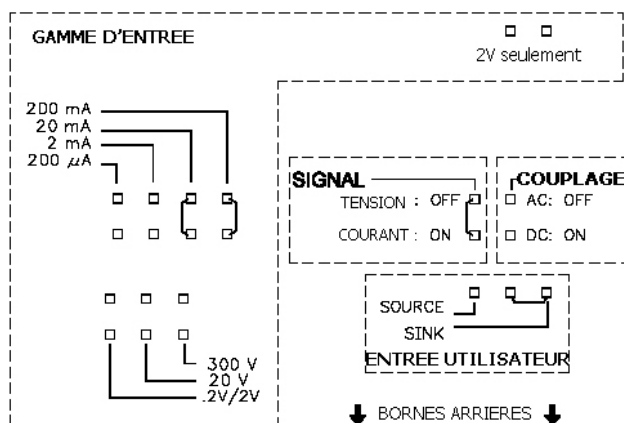 GAMME D'ENTREE
2V seulement
200 mA
20 mA
2 mA
200 µA
SIGNAL
TENSION : OFF
COURANT : ON
COUPLAGE
AC: OFF
DC: ON
SOURCE
SINK
ENTREE UTILISATEUR
300 V
20 V
.2V/2V
BORNES ARRIERES